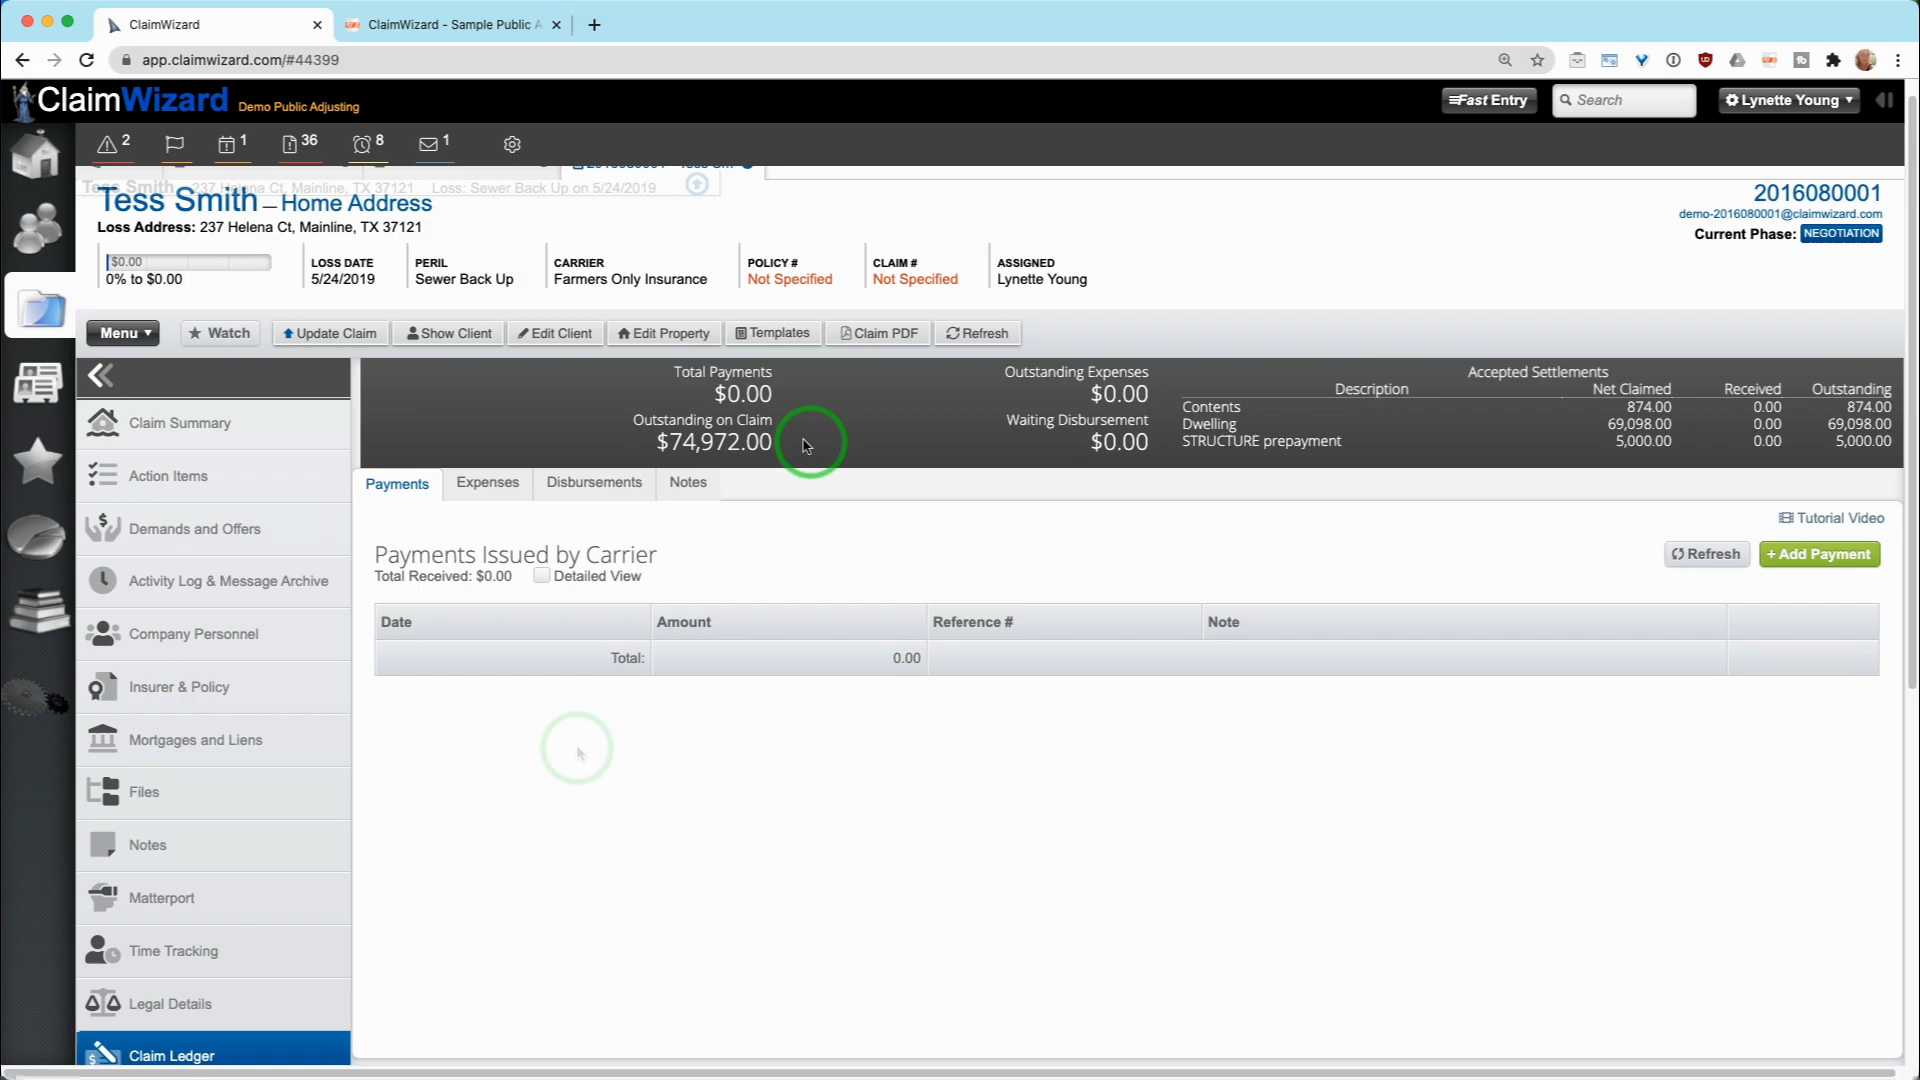 ClaimWizard
ClaimWizard - Sample Public A
app.claimwizard.com/#44399
ClaimWizard Demo Public Adjusting
Fast Entry
Search
Lynette Young
2
1
36
8
1
Tess Smith 237 Helena Ct, Mainline, TX 37121 Loss: Sewer Back Up on 5/24/2019
Tess Smith — Home Address
2016080001
Loss Address: 237 Helena Ct, Mainline, TX 37121
demo-2016080001@claimwizard.com
Current Phase: NEGOTIATION
$0.00
0% to $0.00
LOSS DATE
5/24/2019
PERIL
Sewer Back Up
CARRIER
Farmers Only Insurance
POLICY #
Not Specified
CLAIM #
Not Specified
ASSIGNED
Lynette Young
Menu
Watch
Update Claim
Show Client
Edit Client
Edit Property
Templates
Claim PDF
Refresh
Claim Summary
Action Items
Demands and Offers
Activity Log & Message Archive
Company Personnel
Insurer & Policy
Mortgages and Liens
Files
Notes
Matterport
Time Tracking
Legal Details
Claim Ledger
Total Payments
$0.00
Outstanding on Claim
$74,972.00
Outstanding Expenses
$0.00
Waiting Disbursement
$0.00
Accepted Settlements
Description Net Claimed Received Outstanding
Contents 874.00 0.00 874.00
Dwelling 69,098.00 0.00 69,098.00
STRUCTURE prepayment 5,000.00 0.00 5,000.00
Payments
Expenses
Disbursements
Notes
Tutorial Video
Payments Issued by Carrier
Total Received: $0.00 Detailed View
Refresh
+ Add Payment
Date Amount Reference # Note
Total: 0.00